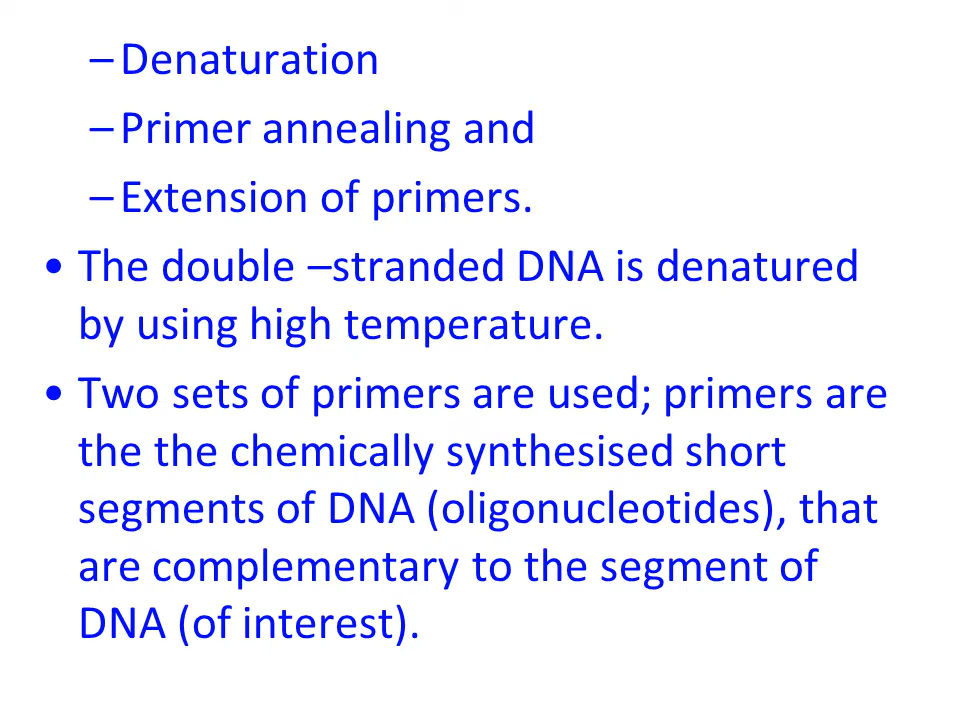 –Denaturation
–Primer annealing and
–Extension of primers.
• The double –stranded DNA is denatured
by using high temperature.
• Two sets of primers are used; primers are
the the chemically synthesised short
segments of DNA (oligonucleotides), that
are complementary to the segment of
DNA (of interest).